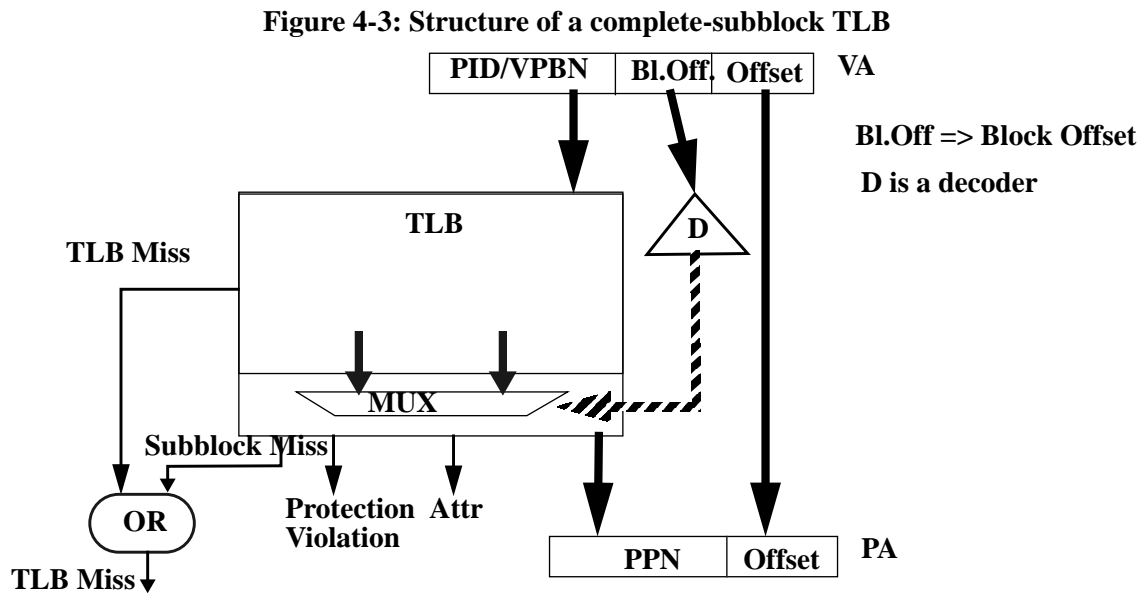 Figure 4-3: Structure of a complete-subblock TLB
PID/VPBN Bl.Off. Offset VA
Bl.Off => Block Offset
D is a decoder
TLB
D
TLB Miss
MUX
Subblock Miss
Protection Attr
Violation
OR
PPN Offset PA
TLB Miss